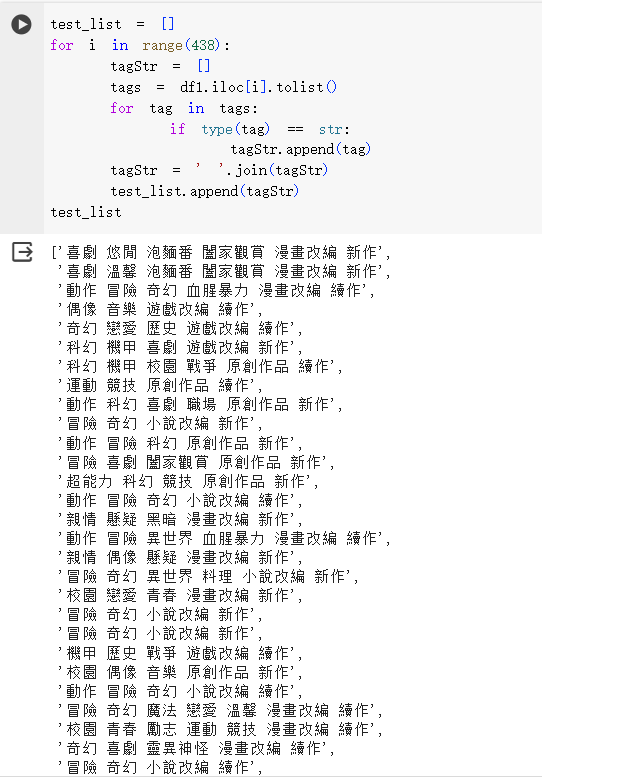 test_list = []
for i in range(438):
tagStr = []
tags = df1.iloc[i].tolist()
for tag in tags:
if type(tag) == str:
tagStr.append(tag)
tagStr = ' '.join(tagStr)
test_list.append(tagStr)
test_list
['喜劇 悠閒 泡麵番 闔家觀賞 漫畫改編 新作',
'喜劇 溫馨 泡麵番 闔家觀賞 漫畫改編 新作',
'動作 冒險 奇幻 血腥暴力 漫畫改編 續作',
'偶像 音樂 遊戲改編 續作',
'奇幻 戀愛 歷史 遊戲改編 續作',
'科幻 機甲 喜劇 遊戲改編 新作',
'科幻 機甲 校園 戰爭 原創作品 續作',
'運動 競技 原創作品 續作',
'動作 科幻 喜劇 職場 原創作品 新作',
'冒險 奇幻 小說改編 新作',
'動作 冒險 科幻 原創作品 新作',
'冒險 喜劇 闔家觀賞 原創作品 新作',
'超能力 科幻 競技 原創作品 新作',
'動作 冒險 奇幻 小說改編 續作',
'親情 懸疑 黑暗 漫畫改編 新作',
'動作 冒險 異世界 血腥暴力 漫畫改編 續作',
'親情 偶像 懸疑 漫畫改編 新作',
'冒險 奇幻 異世界 料理 小說改編 新作',
'校園 戀愛 青春 漫畫改編 新作',
'冒險 奇幻 小說改編 新作',
'冒險 奇幻 小說改編 新作',
'機甲 歷史 戰爭 遊戲改編 續作',
'校園 偶像 音樂 原創作品 新作',
'動作 冒險 奇幻 小說改編 續作',
'冒險 奇幻 魔法 戀愛 溫馨 漫畫改編 續作',
'校園 青春 勵志 運動 競技 漫畫改編 續作',
'奇幻 喜劇 靈異神怪 漫畫改編 續作',
'冒險 奇幻 小說改編 續作',